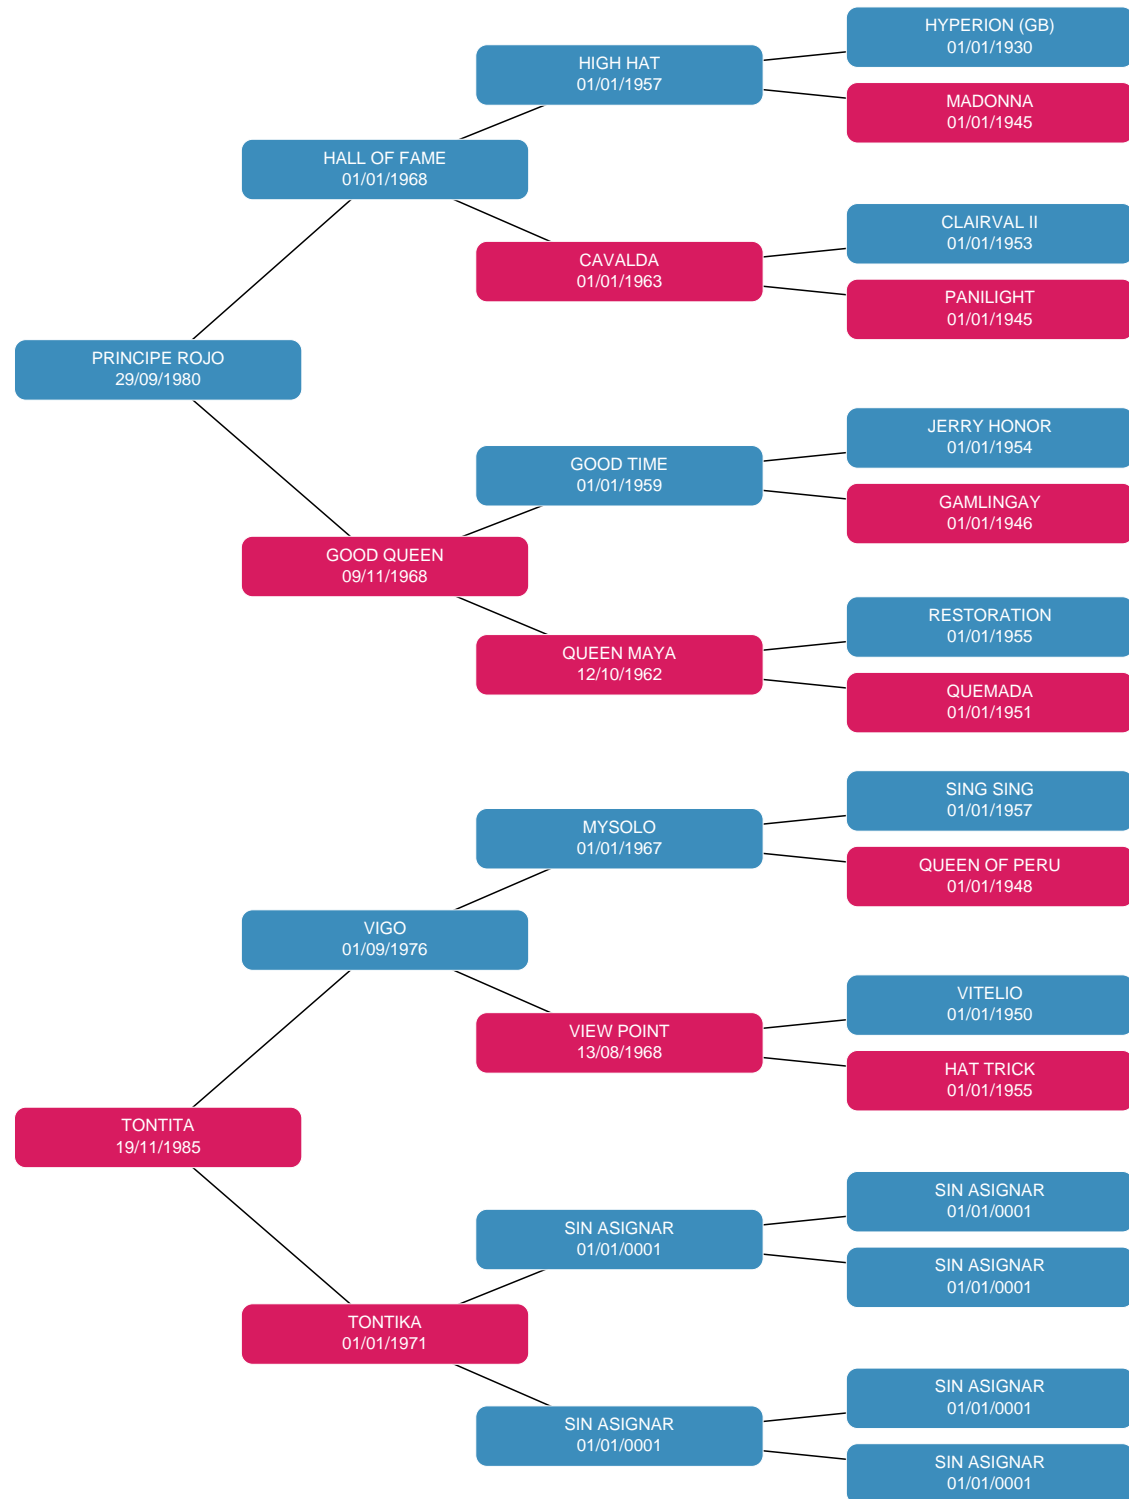 HYPERION (GB)
01/01/1930
HIGH HAT
01/01/1957
MADONNA
01/01/1945
HALL OF FAME
01/01/1968
CLAIRVAL II
01/01/1953
CAVALDA
01/01/1963
PANILIGHT
01/01/1945
PRINCIPE ROJO
29/09/1980
JERRY HONOR
01/01/1954
GOOD TIME
01/01/1959
GAMLINGAY
01/01/1946
GOOD QUEEN
09/11/1968
RESTORATION
01/01/1955
QUEEN MAYA
12/10/1962
QUEMADA
01/01/1951
SING SING
01/01/1957
MYSOLO
01/01/1967
QUEEN OF PERU
01/01/1948
VIGO
01/09/1976
VITELIO
01/01/1950
VIEW POINT
13/08/1968
HAT TRICK
01/01/1955
TONTITA
19/11/1985
SIN ASIGNAR
01/01/0001
SIN ASIGNAR
01/01/0001
SIN ASIGNAR
01/01/0001
TONTIKA
01/01/1971
SIN ASIGNAR
01/01/0001
SIN ASIGNAR
01/01/0001
SIN ASIGNAR
01/01/0001